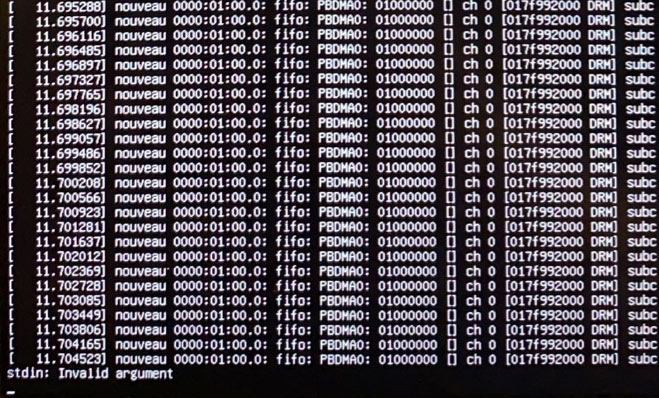 [ 11.695288] nouveau 0000:01:00.0: fifo: PBDMA0: 01000000 [] ch 0 [017f992000 DRM] subc
[ 11.695700] nouveau 0000:01:00.0: fifo: PBDMA0: 01000000 [] ch 0 [017f992000 DRM] subc
[ 11.696116] nouveau 0000:01:00.0: fifo: PBDMA0: 01000000 [] ch 0 [017f992000 DRM] subc
[ 11.696485] nouveau 0000:01:00.0: fifo: PBDMA0: 01000000 [] ch 0 [017f992000 DRM] subc
[ 11.696897] nouveau 0000:01:00.0: fifo: PBDMA0: 01000000 [] ch 0 [017f992000 DRM] subc
[ 11.697327] nouveau 0000:01:00.0: fifo: PBDMA0: 01000000 [] ch 0 [017f992000 DRM] subc
[ 11.697765] nouveau 0000:01:00.0: fifo: PBDMA0: 01000000 [] ch 0 [017f992000 DRM] subc
[ 11.698196] nouveau 0000:01:00.0: fifo: PBDMA0: 01000000 [] ch 0 [017f992000 DRM] subc
[ 11.698627] nouveau 0000:01:00.0: fifo: PBDMA0: 01000000 [] ch 0 [017f992000 DRM] subc
[ 11.699057] nouveau 0000:01:00.0: fifo: PBDMA0: 01000000 [] ch 0 [017f992000 DRM] subc
[ 11.699486] nouveau 0000:01:00.0: fifo: PBDMA0: 01000000 [] ch 0 [017f992000 DRM] subc
[ 11.699852] nouveau 0000:01:00.0: fifo: PBDMA0: 01000000 [] ch 0 [017f992000 DRM] subc
[ 11.700208] nouveau 0000:01:00.0: fifo: PBDMA0: 01000000 [] ch 0 [017f992000 DRM] subc
[ 11.700566] nouveau 0000:01:00.0: fifo: PBDMA0: 01000000 [] ch 0 [017f992000 DRM] subc
[ 11.700923] nouveau 0000:01:00.0: fifo: PBDMA0: 01000000 [] ch 0 [017f992000 DRM] subc
[ 11.701281] nouveau 0000:01:00.0: fifo: PBDMA0: 01000000 [] ch 0 [017f992000 DRM] subc
[ 11.701637] nouveau 0000:01:00.0: fifo: PBDMA0: 01000000 [] ch 0 [017f992000 DRM] subc
[ 11.702012] nouveau 0000:01:00.0: fifo: PBDMA0: 01000000 [] ch 0 [017f992000 DRM] subc
[ 11.702369] nouveau 0000:01:00.0: fifo: PBDMA0: 01000000 [] ch 0 [017f992000 DRM] subc
[ 11.702728] nouveau 0000:01:00.0: fifo: PBDMA0: 01000000 [] ch 0 [017f992000 DRM] subc
[ 11.703085] nouveau 0000:01:00.0: fifo: PBDMA0: 01000000 [] ch 0 [017f992000 DRM] subc
[ 11.703449] nouveau 0000:01:00.0: fifo: PBDMA0: 01000000 [] ch 0 [017f992000 DRM] subc
[ 11.703806] nouveau 0000:01:00.0: fifo: PBDMA0: 01000000 [] ch 0 [017f992000 DRM] subc
[ 11.704165] nouveau 0000:01:00.0: fifo: PBDMA0: 01000000 [] ch 0 [017f992000 DRM] subc
[ 11.704523] nouveau 0000:01:00.0: fifo: PBDMA0: 01000000 [] ch 0 [017f992000 DRM] subc
stdin: Invalid argument